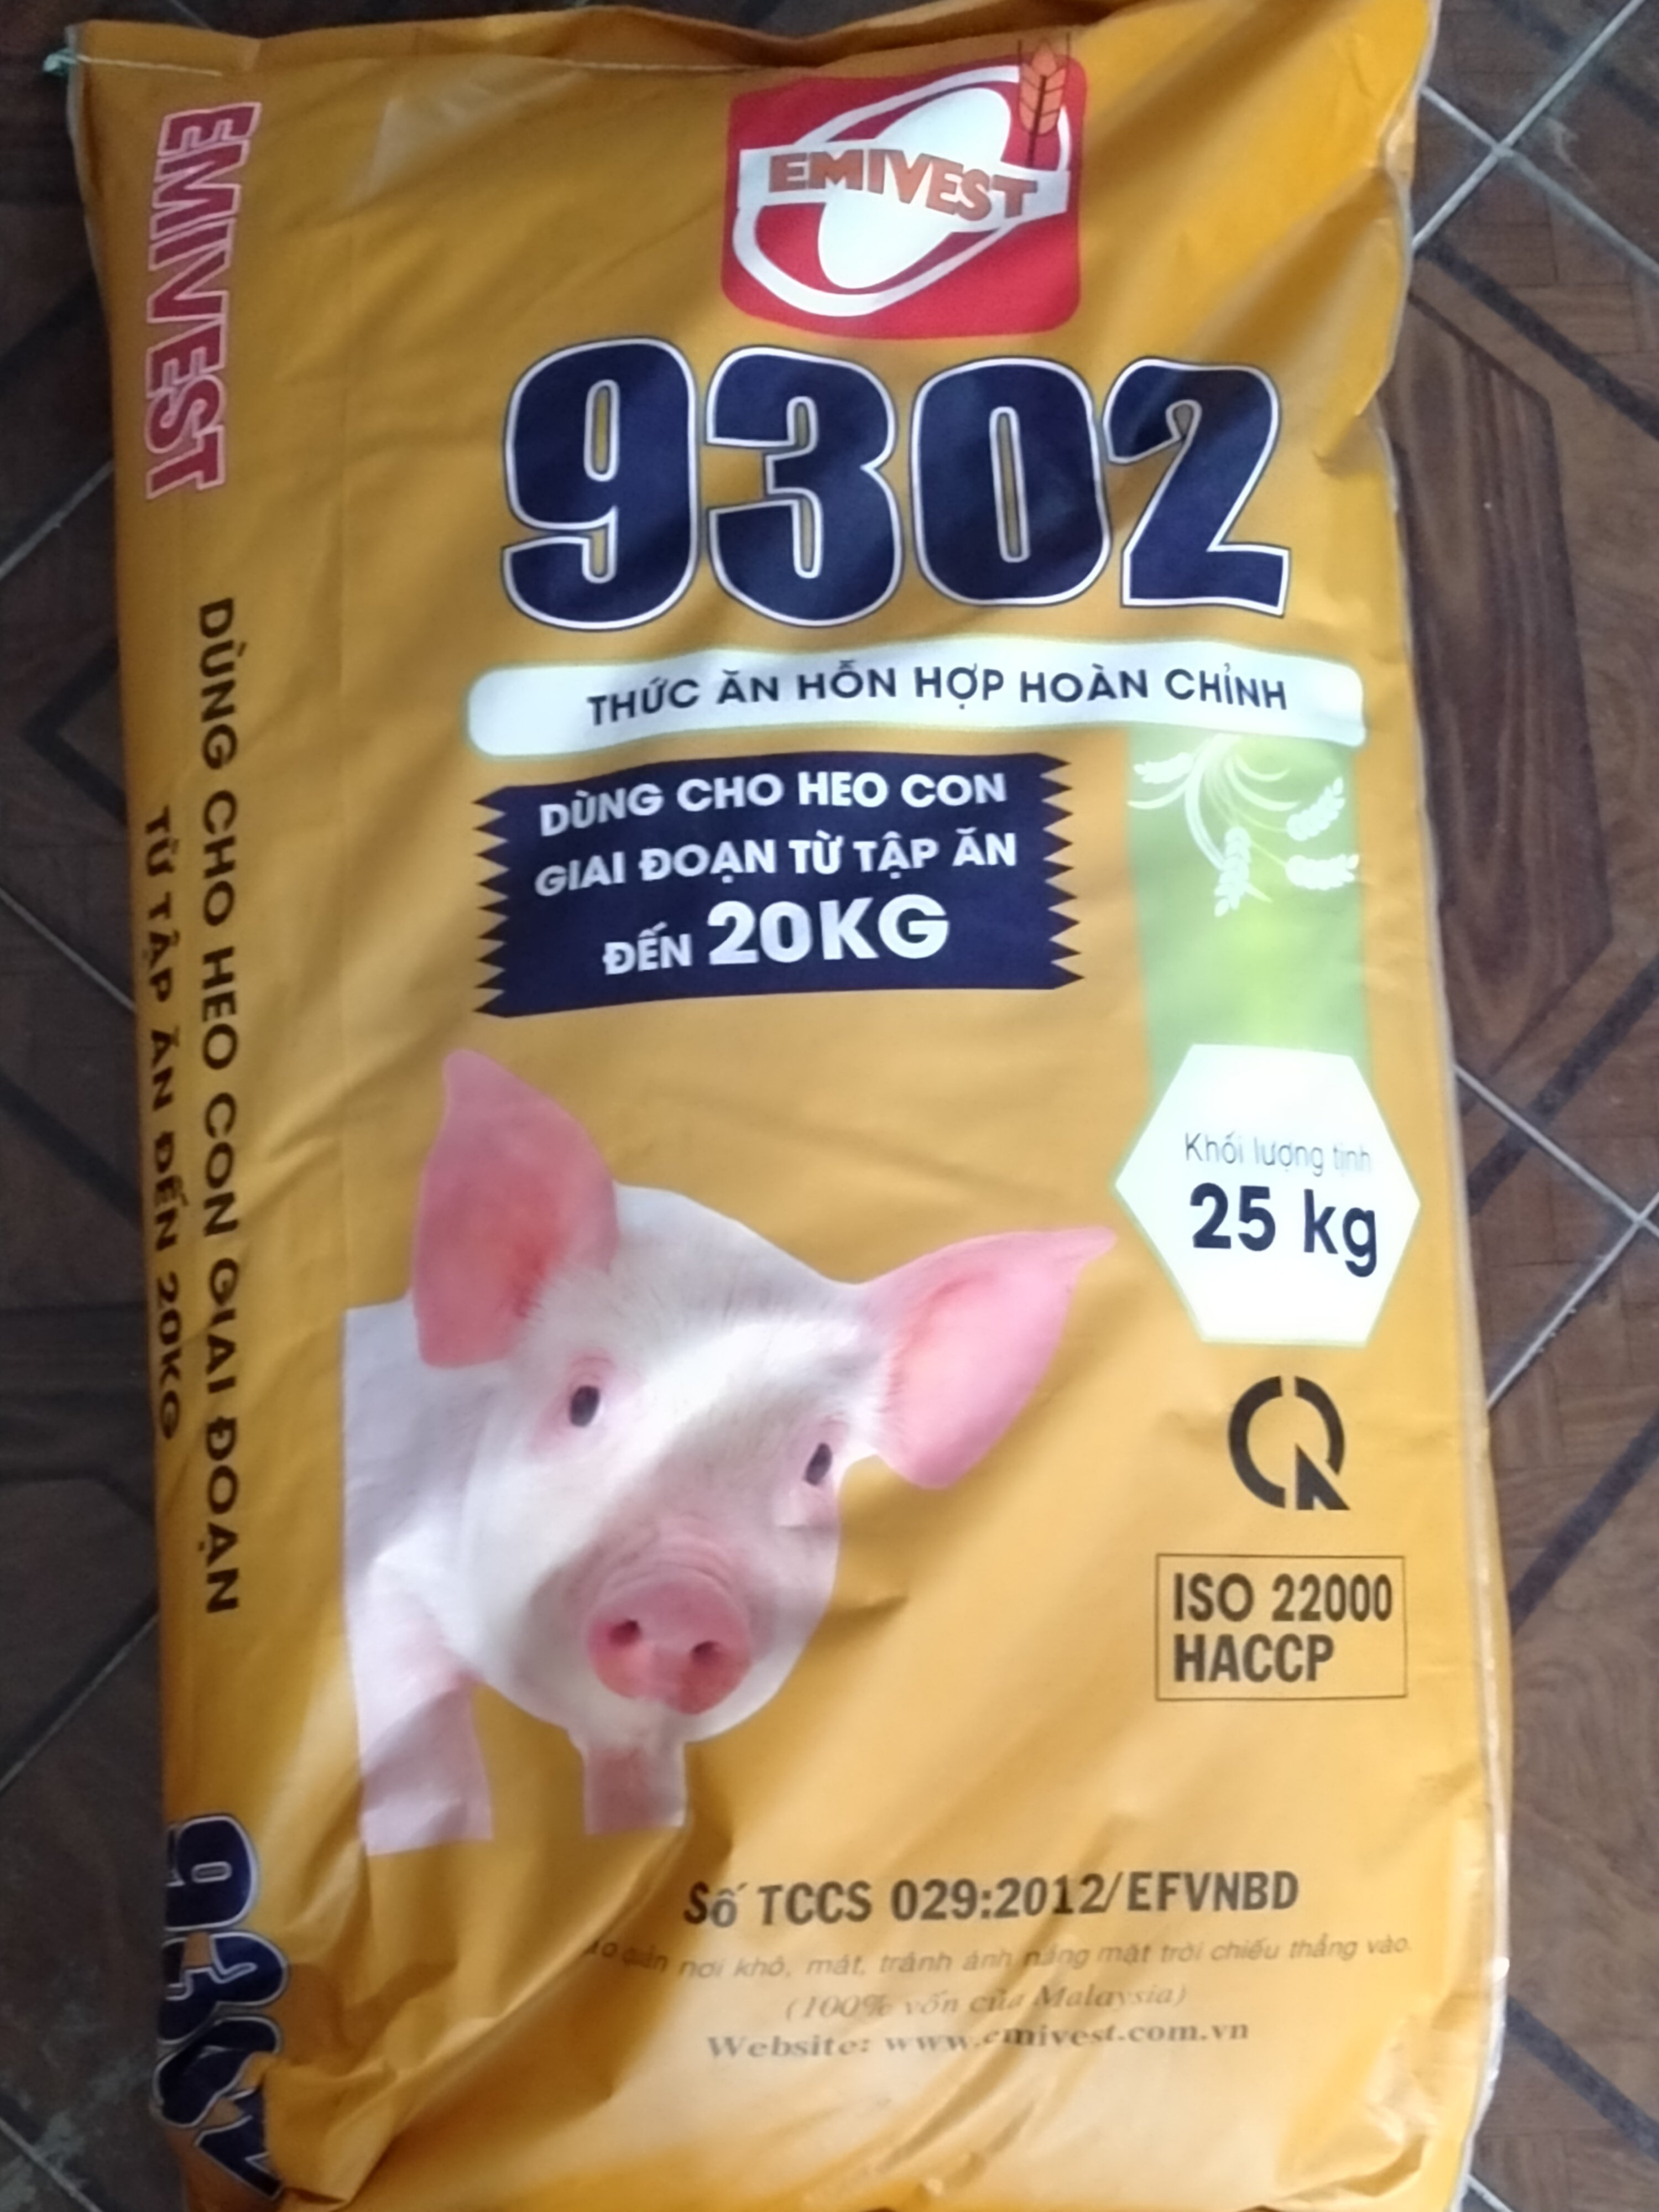 EMIVEST
9302
THỨC ĂN HỖN HỢP HOÀN CHỈNH
DÙNG CHO HEO CON
GIAI ĐOẠN TỪ TẬP ĂN
ĐẾN 20KG
Khối lượng tịnh
25 kg
ISO 22000
HACCP
Số TCCS 029:2012/EFVNBD
quản nơi khô, mát, tránh ánh nắng mặt trời chiếu thẳng vào.
(100% vốn của Malaysia)
Website: www.emivest.com.vn
EMIVEST
DÙNG CHO HEO CON GIAI ĐOẠN
TỪ TẬP ĂN ĐẾN 20KG